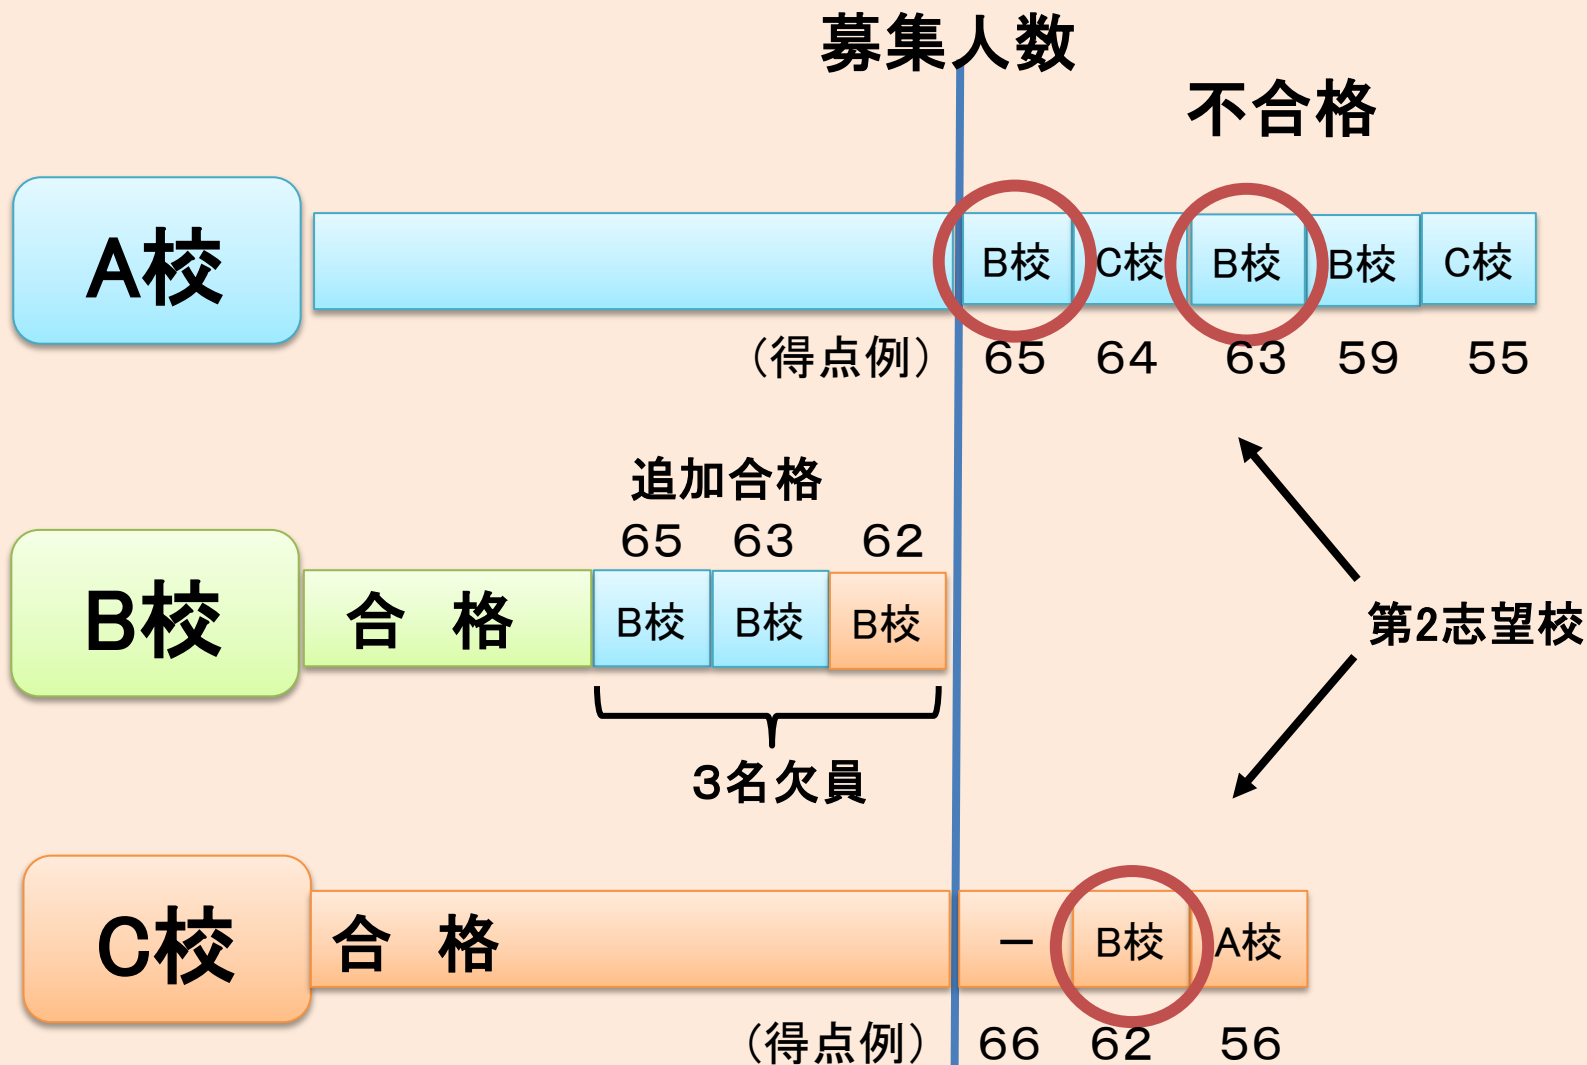 募集人数
不合格
A校
B校 C校 B校 B校 C校
（得点例） 65 64 63 59 55
追加合格
65 63 62
B校
合 格
B校 B校 B校
第2志望校
3名欠員
C校
合 格
－ B校 A校
（得点例） 66 62 56